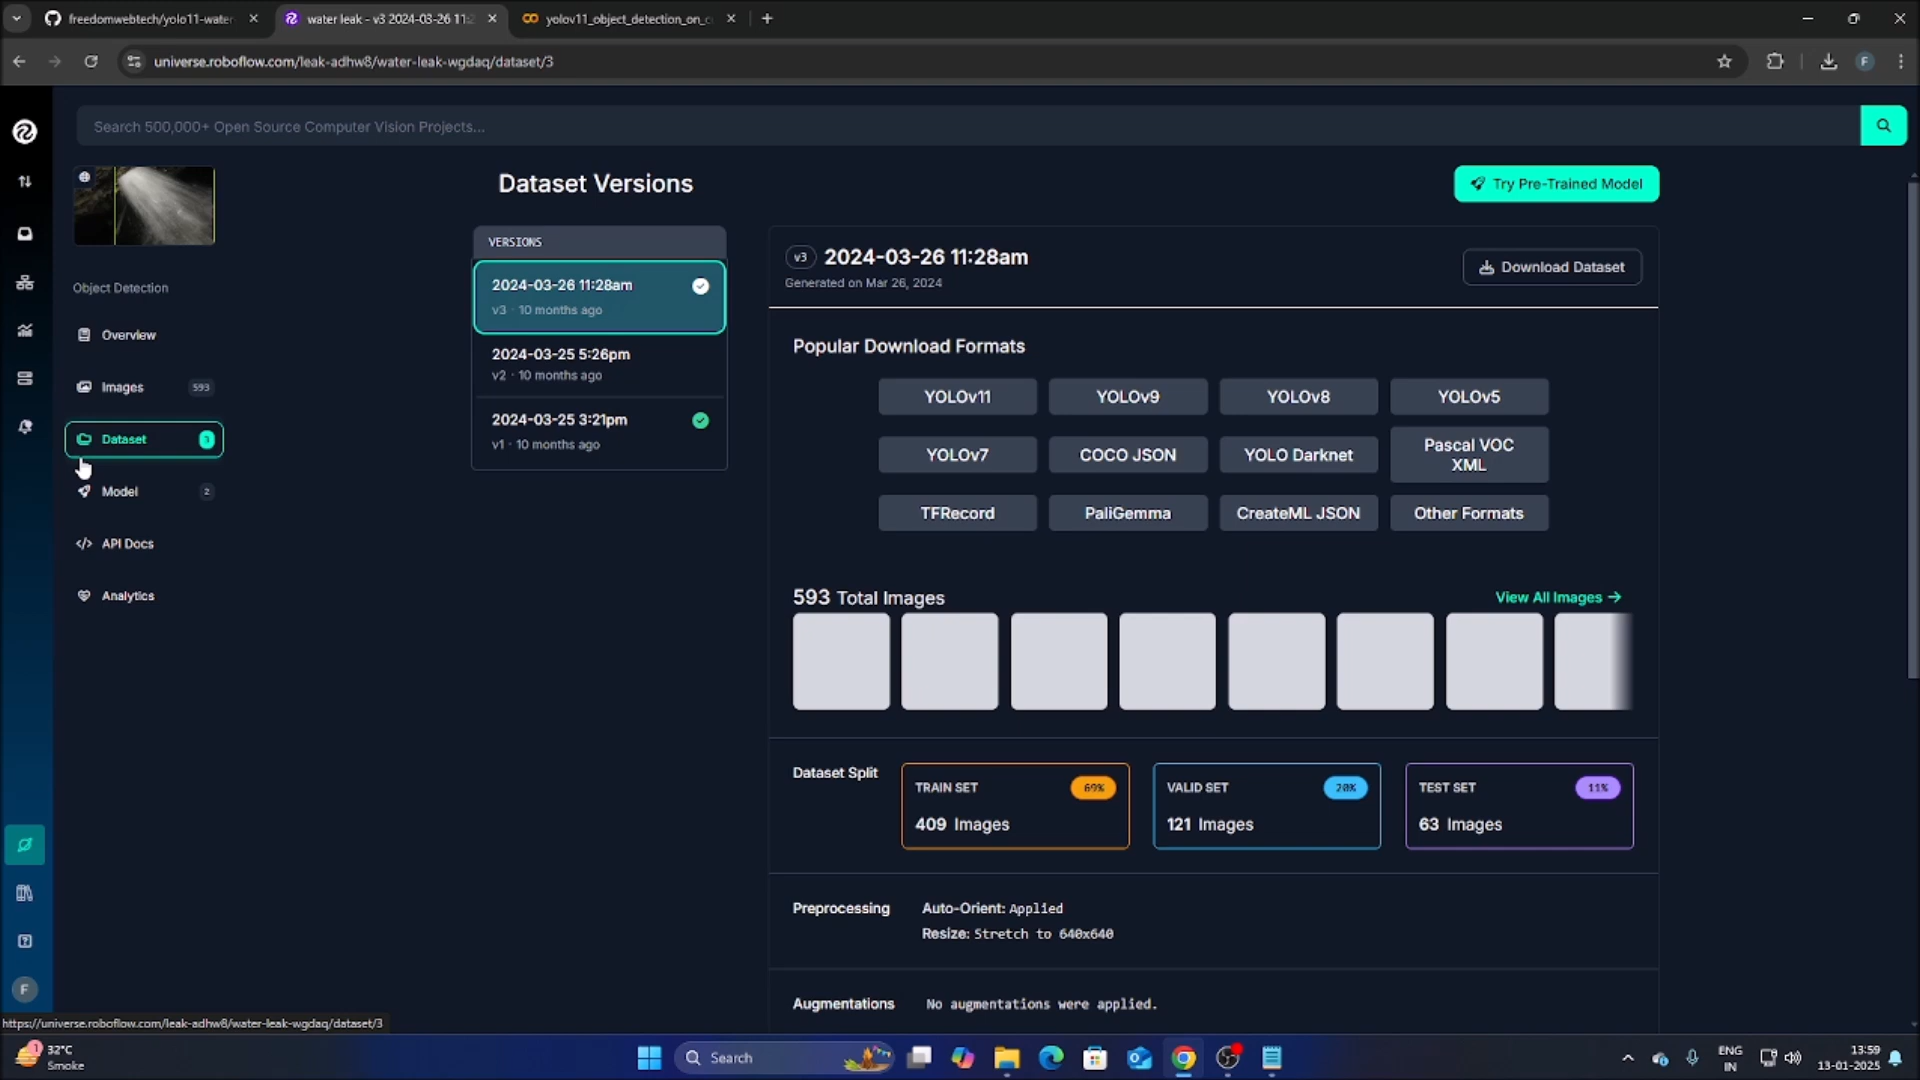 freedomwebtech/yolo11-water-
water leak - v3 2024-03-26 11:2
yolov11_object_detection_on_c
universe.roboflow.com/leak-adhw8/water-leak-wgdaq/dataset/3
F
Search 500,000+ Open Source Computer Vision Projects...
Dataset Versions
Try Pre-Trained Model
VERSIONS
2024-03-26 11:28am
v3 · 10 months ago
2024-03-25 5:26pm
v2 · 10 months ago
2024-03-25 3:21pm
v1 · 10 months ago
v3 2024-03-26 11:28am
Generated on Mar 26, 2024
Download Dataset
Object Detection
Overview
Images 593
Dataset 3
Model 2
</> API Docs
Analytics
Popular Download Formats
YOLOv11 YOLOv9 YOLOv8 YOLOv5
YOLOv7 COCO JSON YOLO Darknet Pascal VOC
XML
TFRecord PaliGemma CreateML JSON Other Formats
593 Total Images
View All Images →
Dataset Split
TRAIN SET 69%
409 Images
VALID SET 20%
121 Images
TEST SET 11%
63 Images
Preprocessing
Auto-Orient: Applied
Resize: Stretch to 640x640
Augmentations
No augmentations were applied.
F
https://universe.roboflow.com/leak-adhw8/water-leak-wgdaq/dataset/3
1
32°C
Smoke
Search
ENG
IN
13:59
13-01-2025